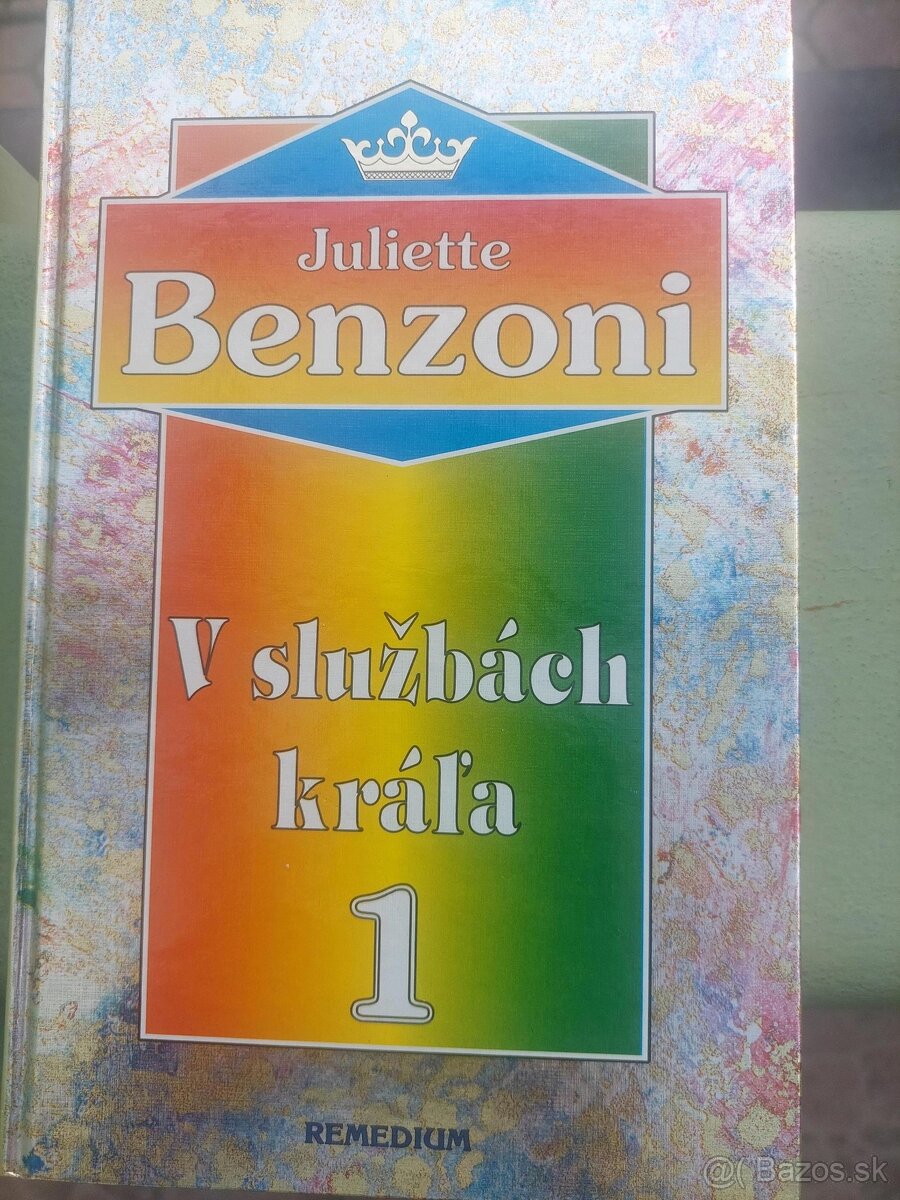 Juliette
Benzoni
V službách
kráľa
1
REMEDIUM
@( Bazos.sk